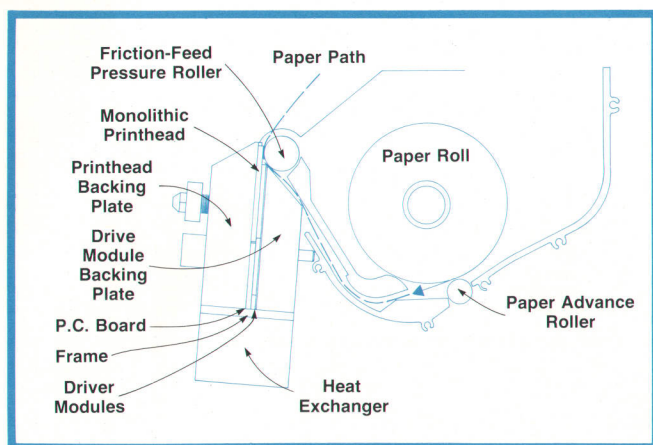 Friction-Feed
Pressure Roller
Paper Path
Monolithic
Printhead
Printhead
Backing
Plate
Paper Roll
Drive
Module
Backing
Plate
P.C. Board
Frame
Driver
Modules
Heat
Exchanger
Paper Advance
Roller